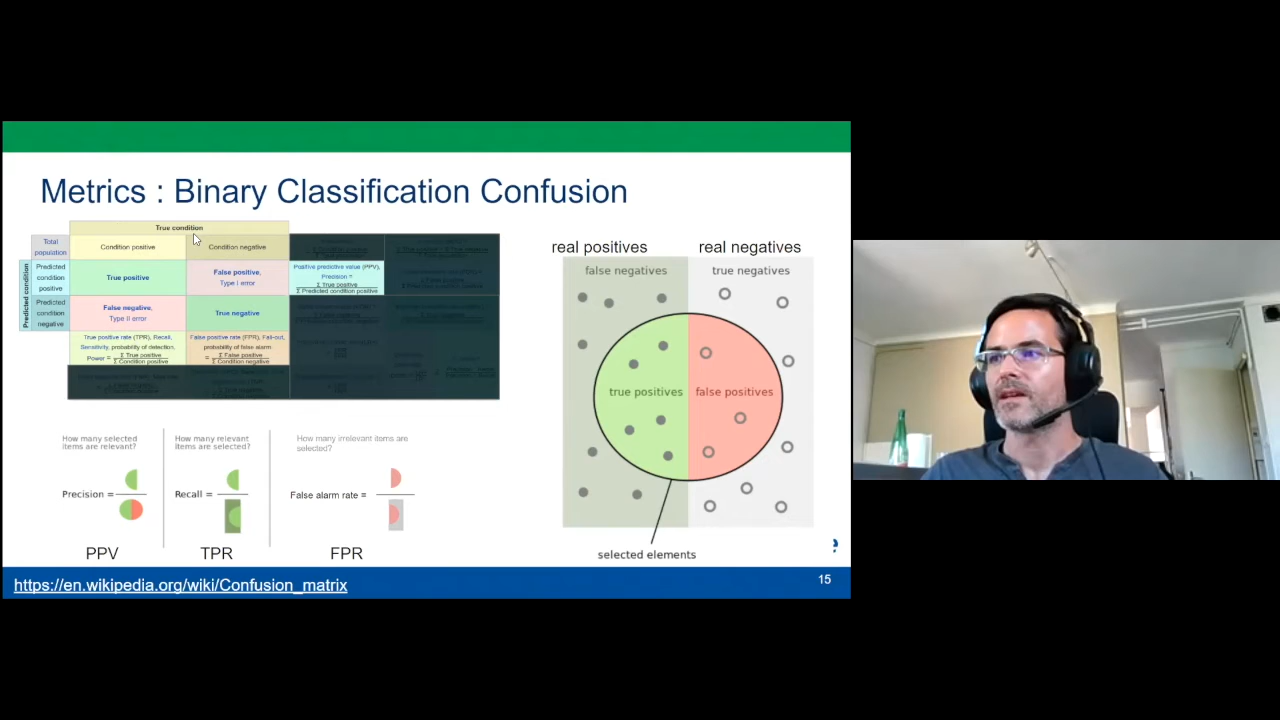 Metrics : Binary Classification Confusion
True condition
Total population
Condition positive
Condition negative
Predicted condition
Predicted condition positive
True positive
False positive,
Type I error
Positive predictive value (PPV),
Precision =
Σ True positive
Σ Predicted condition positive
Predicted condition negative
False negative,
Type II error
True negative
True positive rate (TPR), Recall,
Sensitivity, probability of detection,
Power = Σ True positive
Σ Condition positive
False positive rate (FPR), Fall-out,
probability of false alarm
= Σ False positive
Σ Condition negative
How many selected
items are relevant?
Precision =
PPV
How many relevant
items are selected?
Recall =
TPR
How many irrelevant items are
selected?
False alarm rate =
FPR
real positives
real negatives
false negatives
true negatives
true positives
false positives
selected elements
https://en.wikipedia.org/wiki/Confusion_matrix
15